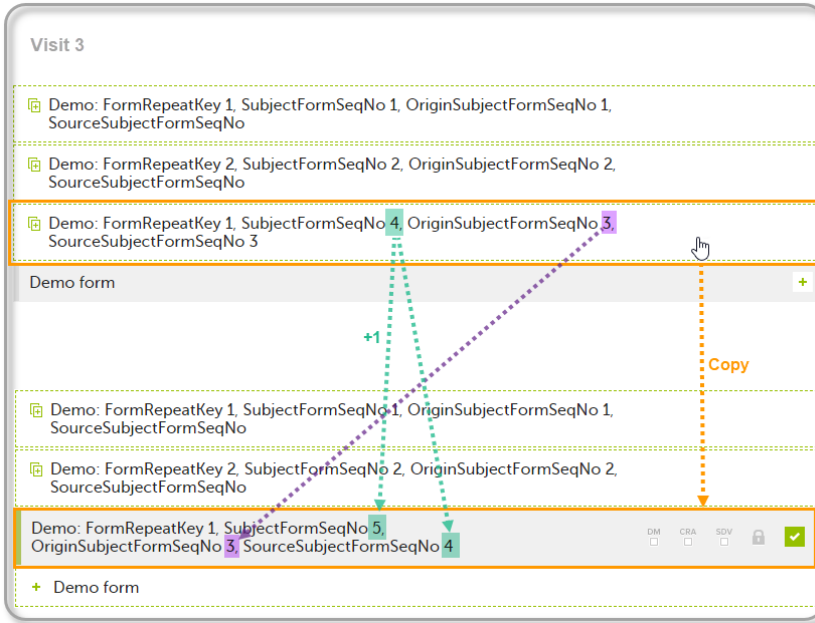 Visit 3
Demo: FormRepeatKey 1, SubjectFormSeqNo 1, OriginSubjectFormSeqNo 1,
SourceSubjectFormSeqNo
Demo: FormRepeatKey 2, SubjectFormSeqNo 2, OriginSubjectFormSeqNo 2,
SourceSubjectFormSeqNo
Demo: FormRepeatKey 1, SubjectFormSeqNo 4, OriginSubjectFormSeqNo 3,
SourceSubjectFormSeqNo 3
Demo form +
+1
Copy
Demo: FormRepeatKey 1, SubjectFormSeqNo 1, OriginSubjectFormSeqNo 1,
SourceSubjectFormSeqNo
Demo: FormRepeatKey 2, SubjectFormSeqNo 2, OriginSubjectFormSeqNo 2,
SourceSubjectFormSeqNo
Demo: FormRepeatKey 1, SubjectFormSeqNo 5,
OriginSubjectFormSeqNo 3, SourceSubjectFormSeqNo 4
DM CRA SDV
+ Demo form